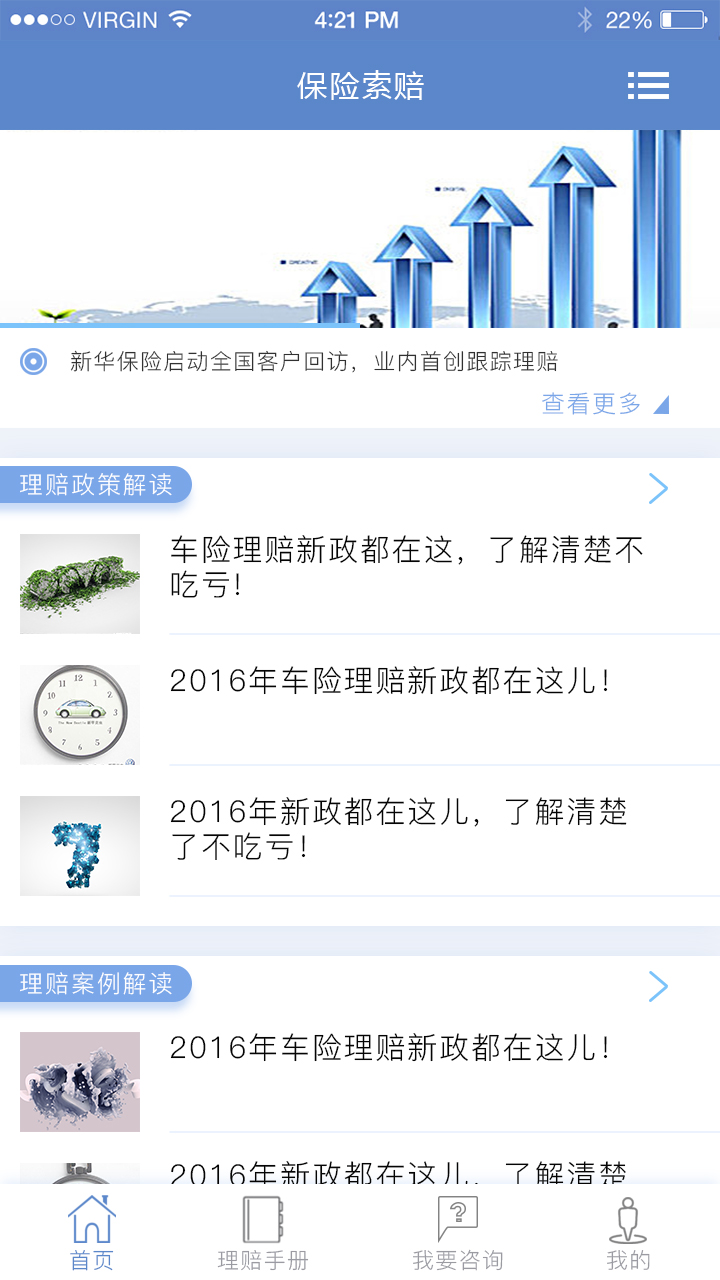 VIRGIN
4:21 PM
22%
保险索赔
DIGITAL
CREATIVE
新华保险启动全国客户回访，业内首创跟踪理赔
查看更多
理赔政策解读
车险理赔新政都在这，了解清楚不
吃亏！
2016年车险理赔新政都在这儿！
2016年新政都在这儿，了解清楚
了不吃亏！
理赔案例解读
2016年车险理赔新政都在这儿！
2016年新政都在这儿，了解清楚
首页
理赔手册
我要咨询
我的